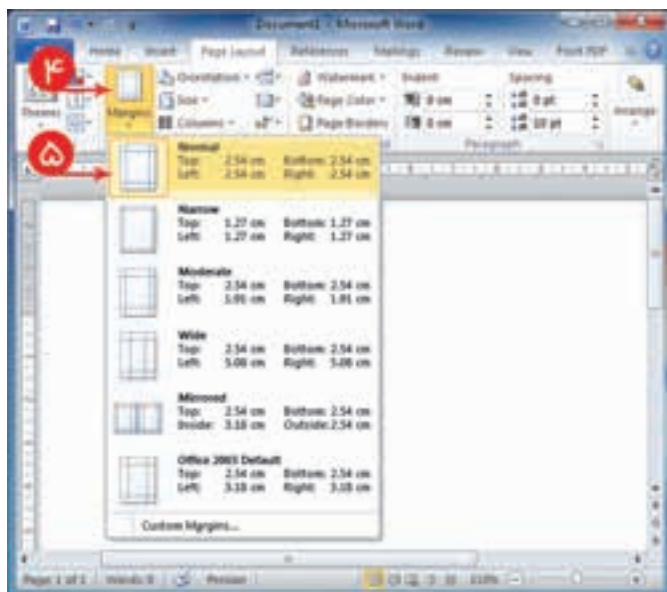 Document1 - Microsoft Word
Home Insert Page Layout References Mailings Review View Foxit PDF
۴
Themes
Margins
Orientation
Size
Columns
Watermark
Page Color
Page Borders
Indent
0 cm
0 cm
Spacing
0 pt
10 pt
Paragraph
Arrange
۵
Normal
Top: 2.54 cm Bottom: 2.54 cm
Left: 2.54 cm Right: 2.54 cm
Narrow
Top: 1.27 cm Bottom: 1.27 cm
Left: 1.27 cm Right: 1.27 cm
Moderate
Top: 2.54 cm Bottom: 2.54 cm
Left: 1.91 cm Right: 1.91 cm
Wide
Top: 2.54 cm Bottom: 2.54 cm
Left: 5.08 cm Right: 5.08 cm
Mirrored
Top: 2.54 cm Bottom: 2.54 cm
Inside: 3.18 cm Outside: 2.54 cm
Office 2003 Default
Top: 2.54 cm Bottom: 2.54 cm
Left: 3.18 cm Right: 3.18 cm
Custom Margins...
Page: 1 of 1 Words: 0 Persian 110%